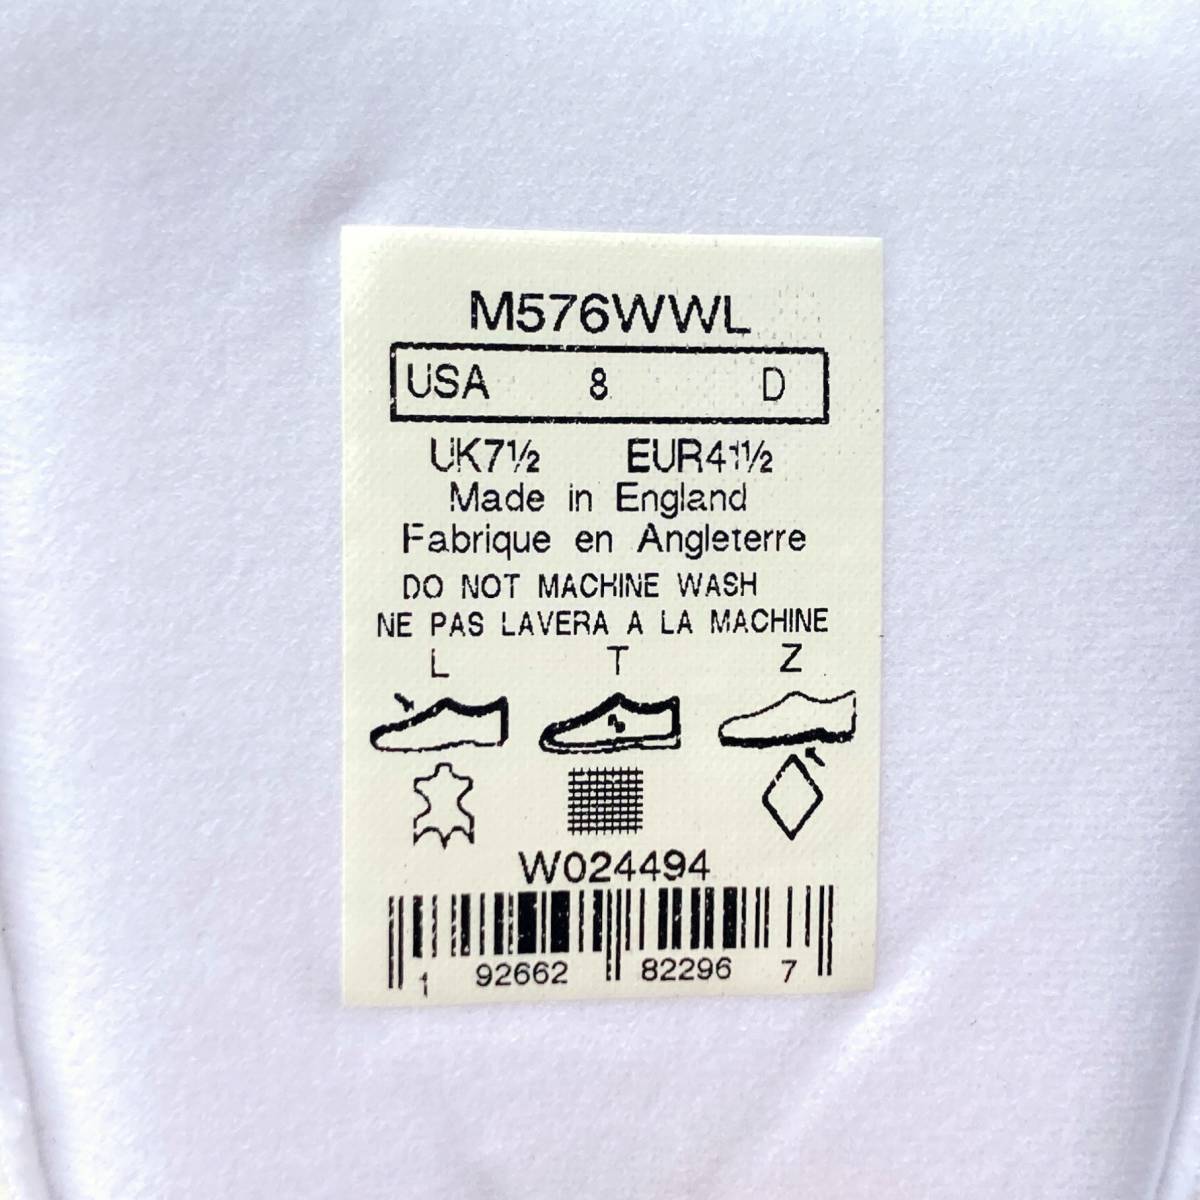 M576WWL
USA 8 D
UK7½ EUR41½
Made in England
Fabrique en Angleterre
DO NOT MACHINE WASH
NE PAS LAVERA A LA MACHINE
L T Z
W024494
1 92662 82296 7